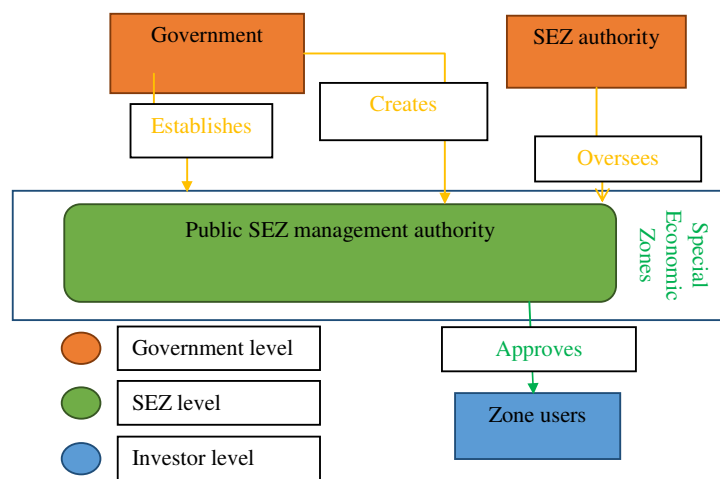 Government
SEZ authority
Establishes
Creates
Oversees
Public SEZ management authority
Special
Economic
Zones
Approves
Government level
SEZ level
Investor level
Zone users